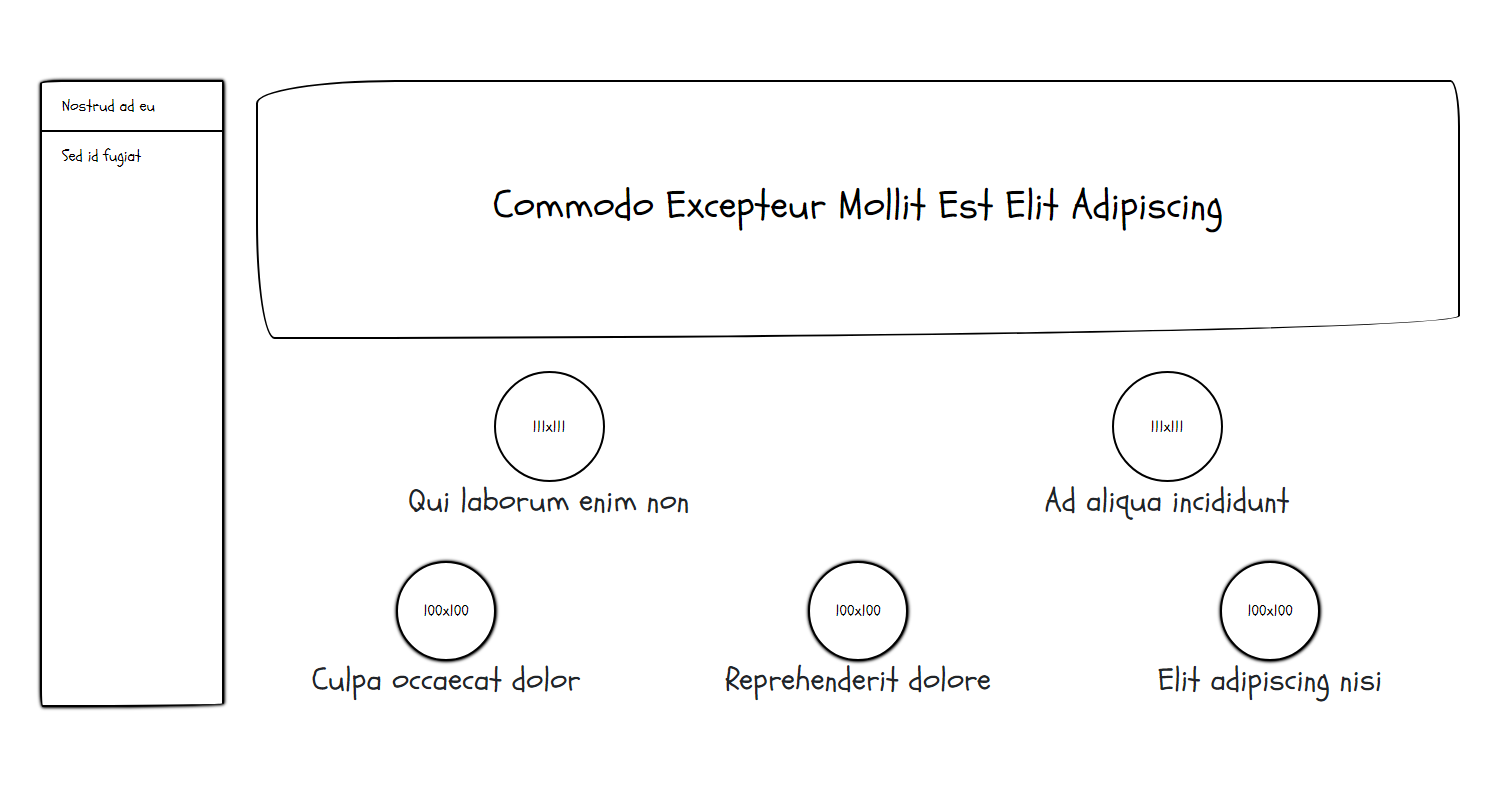 Nostrud ad eu
Sed id fugiat
Commodo Excepteur Mollit Est Elit Adipiscing
111x111
111x111
Qui laborum enim non
Ad aliqua incididunt
100x100
100x100
100x100
Culpa occaecat dolor
Reprehenderit dolore
Elit adipiscing nisi